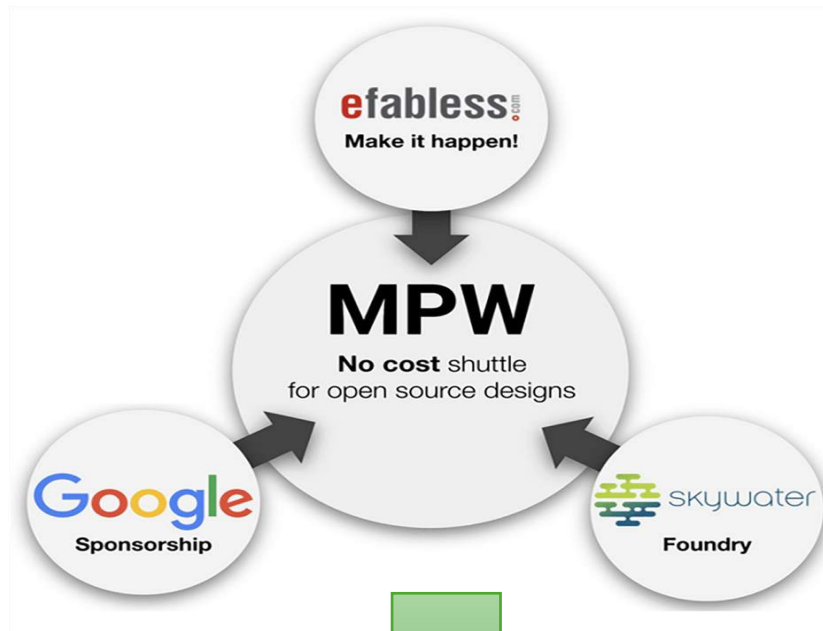 efabless.com
Make it happen!
MPW
No cost shuttle
for open source designs
Google
Sponsorship
skywater
Foundry